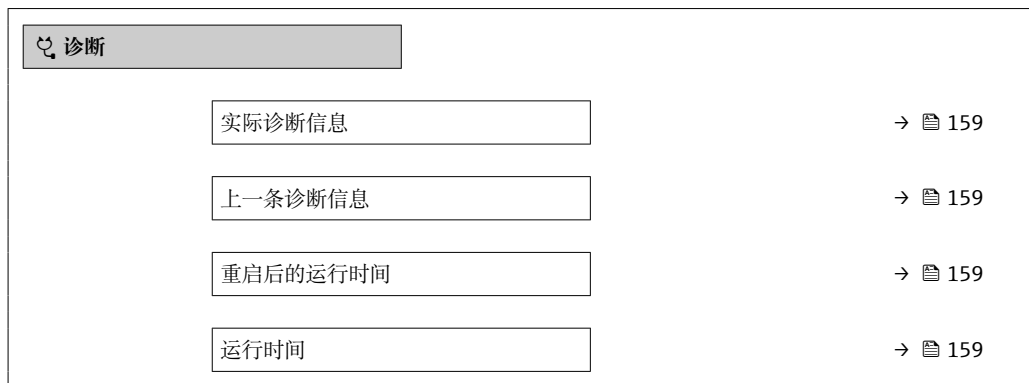 诊断
实际诊断信息 → 159
上一条诊断信息 → 159
重启后的运行时间 → 159
运行时间 → 159